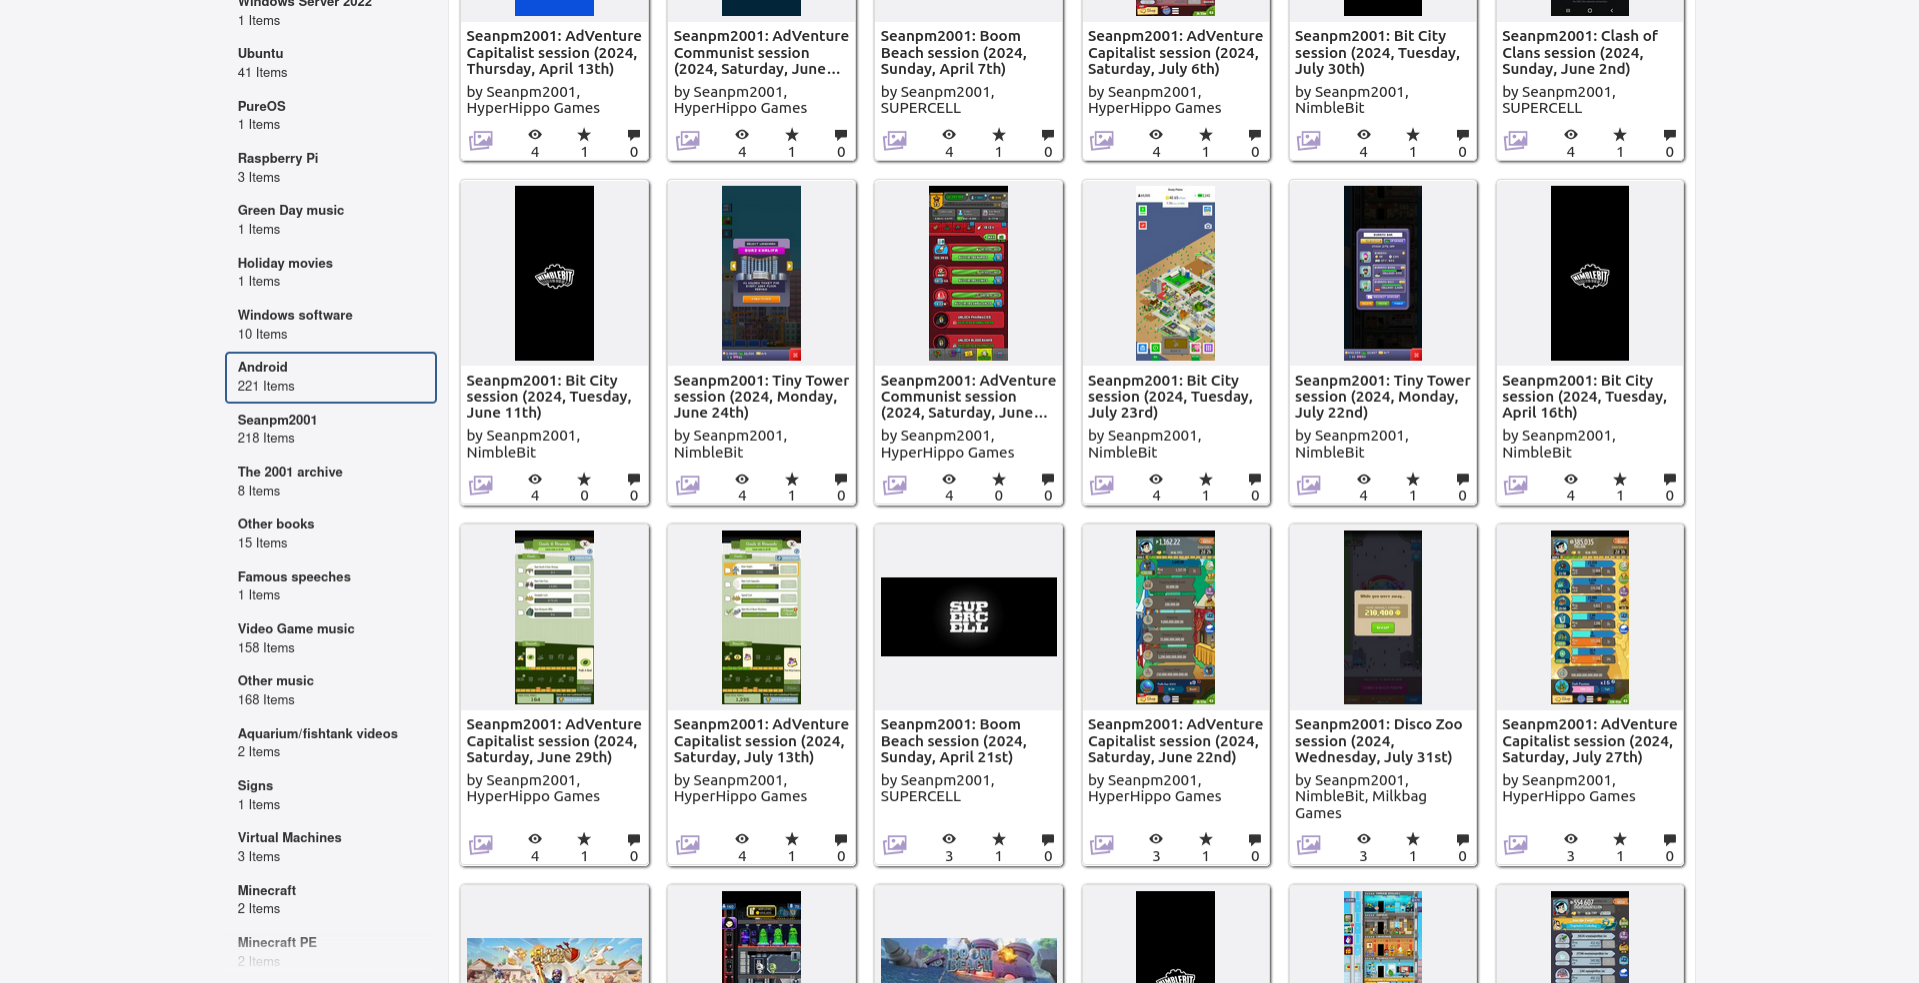 Windows Server 2022
1 Items
Ubuntu
41 Items
PureOS
1 Items
Raspberry Pi
3 Items
Green Day music
1 Items
Holiday movies
1 Items
Windows software
10 Items
Android
221 Items
Seanpm2001
218 Items
The 2001 archive
8 Items
Other books
15 Items
Famous speeches
1 Items
Video Game music
158 Items
Other music
168 Items
Aquarium/fishtank videos
2 Items
Signs
1 Items
Virtual Machines
3 Items
Minecraft
2 Items
Minecraft PE
2 Items
Seanpm2001: AdVenture
Capitalist session (2024,
Thursday, April 13th)
by Seanpm2001,
HyperHippo Games
4 1 0
Seanpm2001: AdVenture
Communist session
(2024, Saturday, June...
by Seanpm2001,
HyperHippo Games
4 1 0
Seanpm2001: Boom
Beach session (2024,
Sunday, April 7th)
by Seanpm2001,
SUPERCELL
4 1 0
Seanpm2001: AdVenture
Capitalist session (2024,
Saturday, July 6th)
by Seanpm2001,
HyperHippo Games
4 1 0
Seanpm2001: Bit City
session (2024, Tuesday,
July 30th)
by Seanpm2001,
NimbleBit
4 1 0
Seanpm2001: Clash of
Clans session (2024,
Sunday, June 2nd)
by Seanpm2001,
SUPERCELL
4 1 0
NIMBLEBIT
Seanpm2001: Bit City
session (2024, Tuesday,
June 11th)
by Seanpm2001,
NimbleBit
4 0 0
Seanpm2001: Tiny Tower
session (2024, Monday,
June 24th)
by Seanpm2001,
NimbleBit
4 1 0
Seanpm2001: AdVenture
Communist session
(2024, Saturday, June...
by Seanpm2001,
HyperHippo Games
4 0 0
Seanpm2001: Bit City
session (2024, Tuesday,
July 23rd)
by Seanpm2001,
NimbleBit
4 1 0
Seanpm2001: Tiny Tower
session (2024, Monday,
July 22nd)
by Seanpm2001,
NimbleBit
4 1 0
NIMBLEBIT
Seanpm2001: Bit City
session (2024, Tuesday,
April 16th)
by Seanpm2001,
NimbleBit
4 1 0
Seanpm2001: AdVenture
Capitalist session (2024,
Saturday, June 29th)
by Seanpm2001,
HyperHippo Games
4 1 0
Seanpm2001: AdVenture
Capitalist session (2024,
Saturday, July 13th)
by Seanpm2001,
HyperHippo Games
4 1 0
SUP
ERC
ELL
Seanpm2001: Boom
Beach session (2024,
Sunday, April 21st)
by Seanpm2001,
SUPERCELL
3 1 0
Seanpm2001: AdVenture
Capitalist session (2024,
Saturday, June 22nd)
by Seanpm2001,
HyperHippo Games
3 1 0
While you were away...
210,400
Seanpm2001: Disco Zoo
session (2024,
Wednesday, July 31st)
by Seanpm2001,
NimbleBit, Milkbag
Games
3 1 0
Seanpm2001: AdVenture
Capitalist session (2024,
Saturday, July 27th)
by Seanpm2001,
HyperHippo Games
3 1 0
BOOM
BEACH